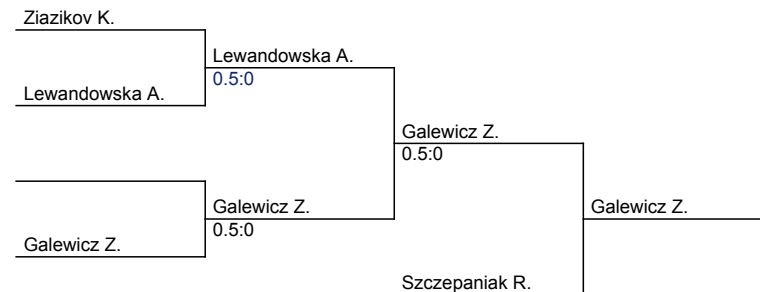 Ziazikov K.
Lewandowska A.
0.5:0
Lewandowska A.
Galewicz Z.
0.5:0
Galewicz Z.
0.5:0
Galewicz Z.
Galewicz Z.
Szczepaniak R.